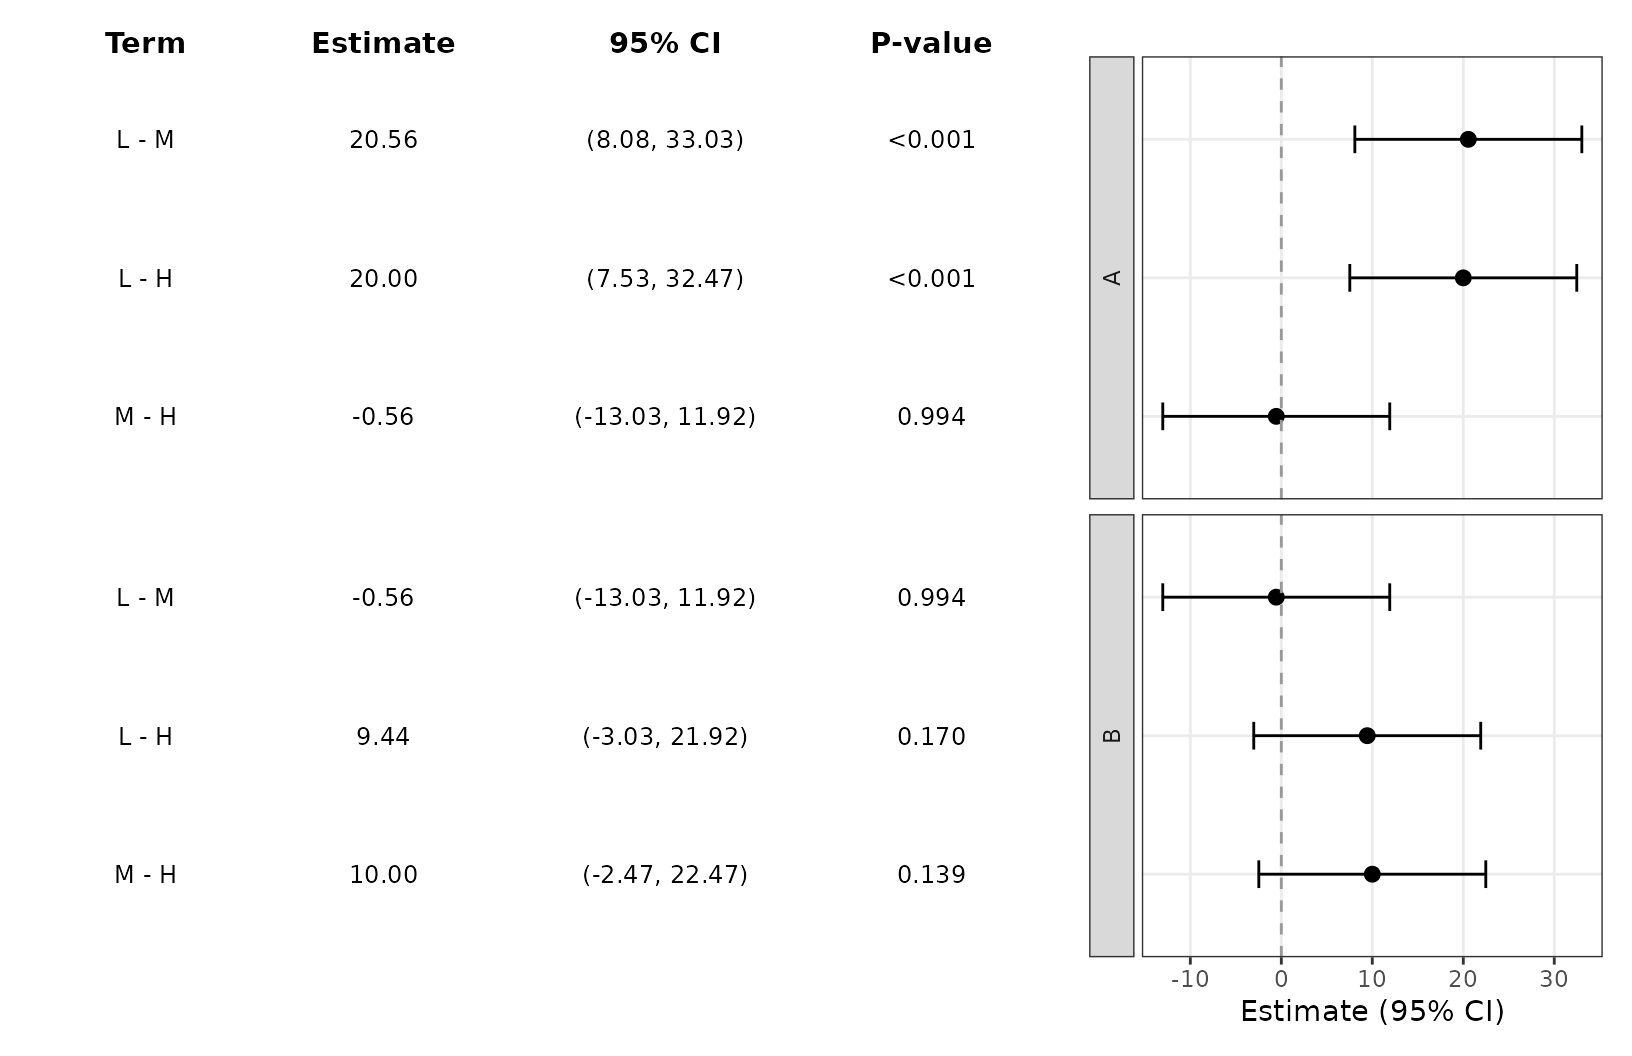 Term Estimate 95% CI P-value
L - M 20.56 (8.08, 33.03) <0.001
L - H 20.00 (7.53, 32.47) <0.001
A
M - H -0.56 (-13.03, 11.92) 0.994
L - M -0.56 (-13.03, 11.92) 0.994
L - H 9.44 (-3.03, 21.92) 0.170
B
M - H 10.00 (-2.47, 22.47) 0.139
-10 0 10 20 30
Estimate (95% CI)